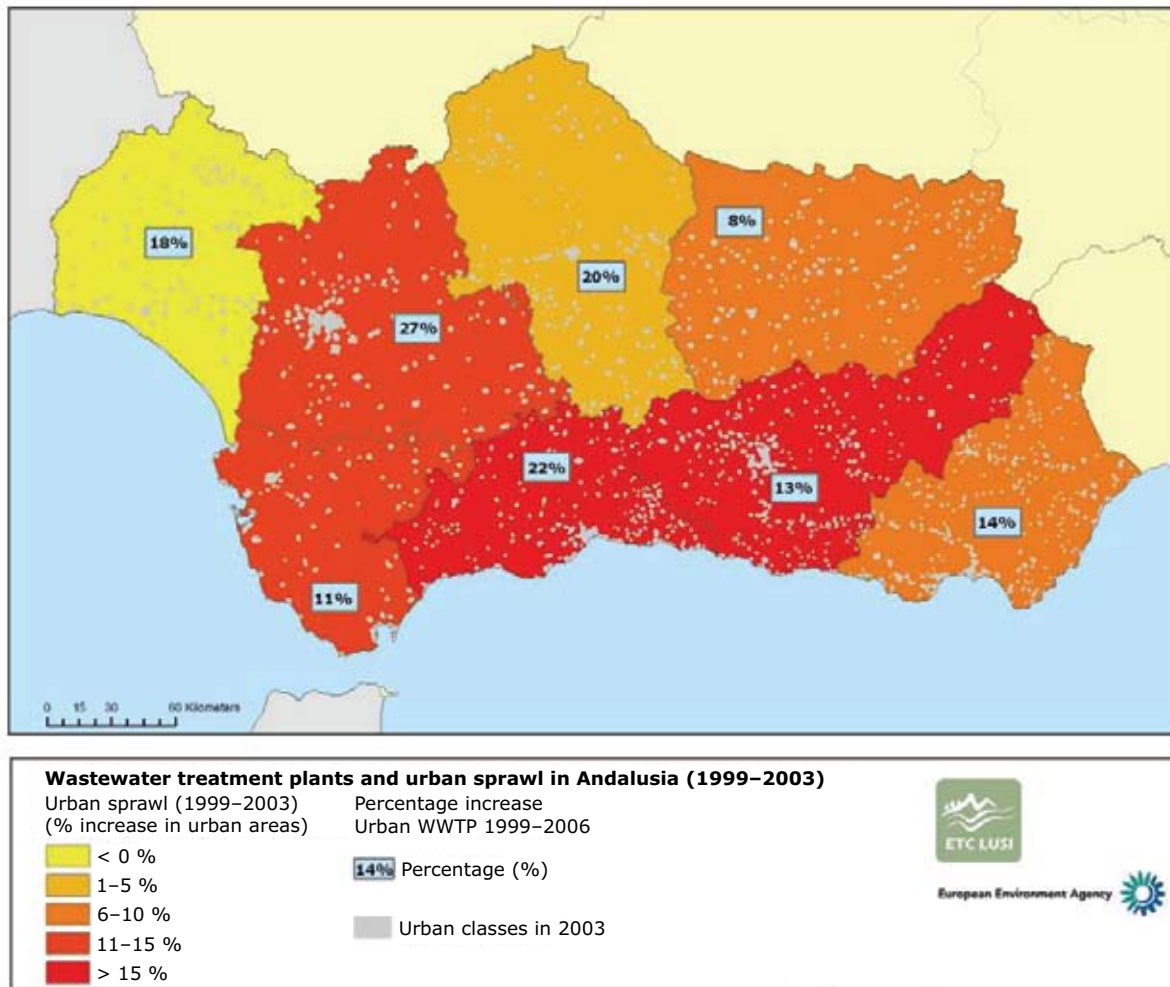 18%
8%
20%
27%
22%
13%
14%
11%
0 15 30 60 Kilometers
Wastewater treatment plants and urban sprawl in Andalusia (1999–2003)
Urban sprawl (1999–2003)
(% increase in urban areas)
< 0 %
1–5 %
6–10 %
11–15 %
> 15 %
Percentage increase
Urban WWTP 1999–2006
14% Percentage (%)
Urban classes in 2003
ETC LUSI
European Environment Agency